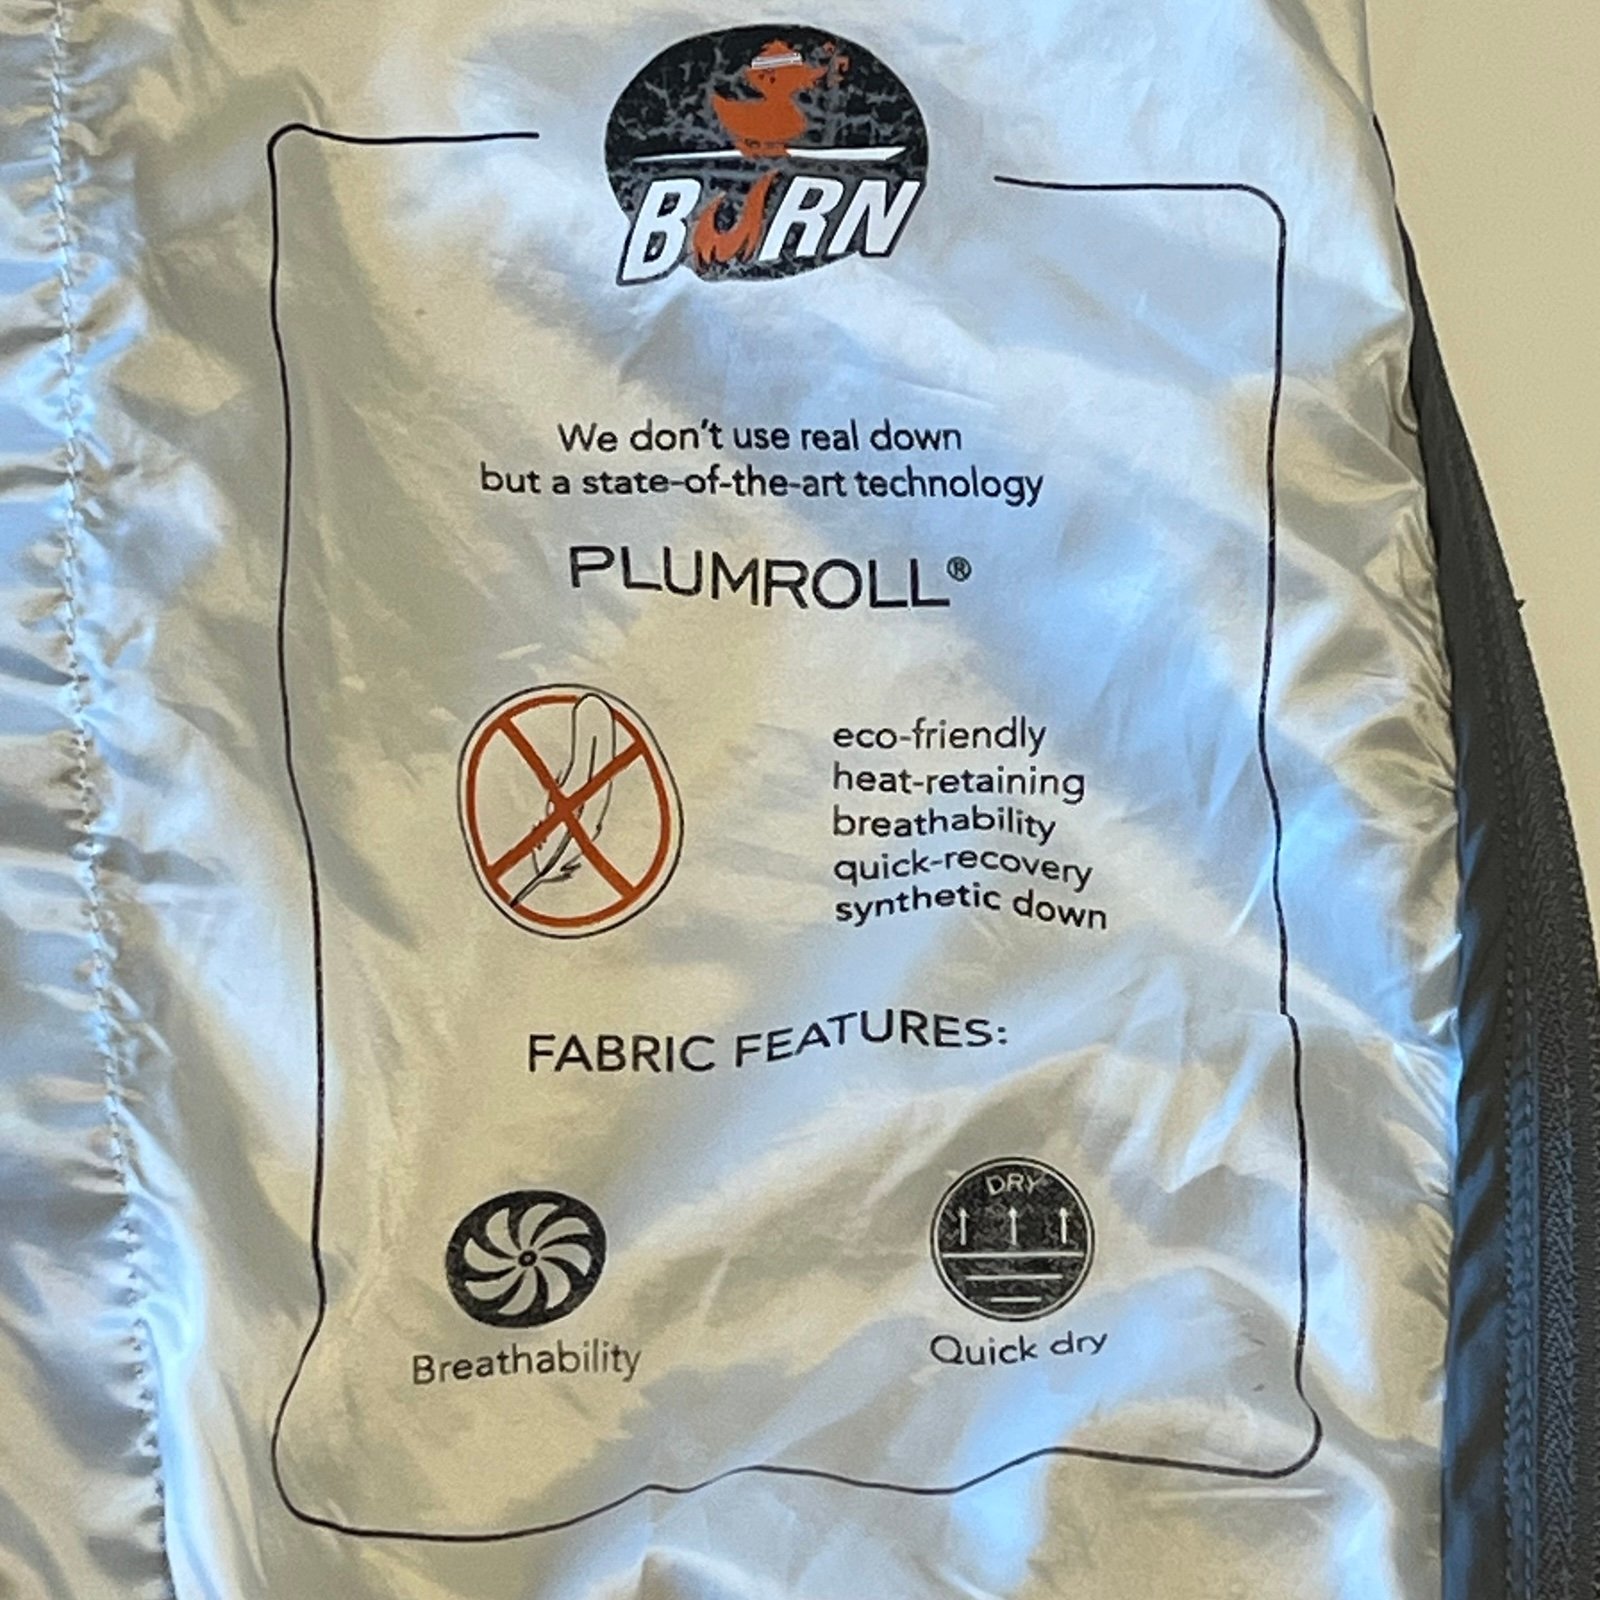 BURN
We don't use real down
but a state-of-the-art technology
PLUMROLL®
eco-friendly
heat-retaining
breathability
quick-recovery
synthetic down
FABRIC FEATURES:
DRY
Breathability
Quick dry